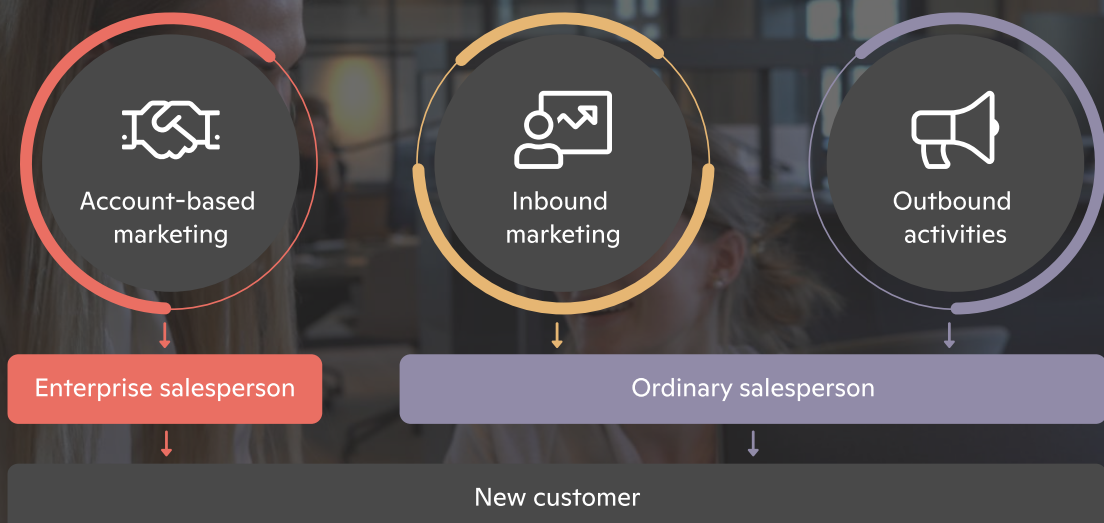 Account-based
marketing
Inbound
marketing
Outbound
activities
Enterprise salesperson
Ordinary salesperson
New customer